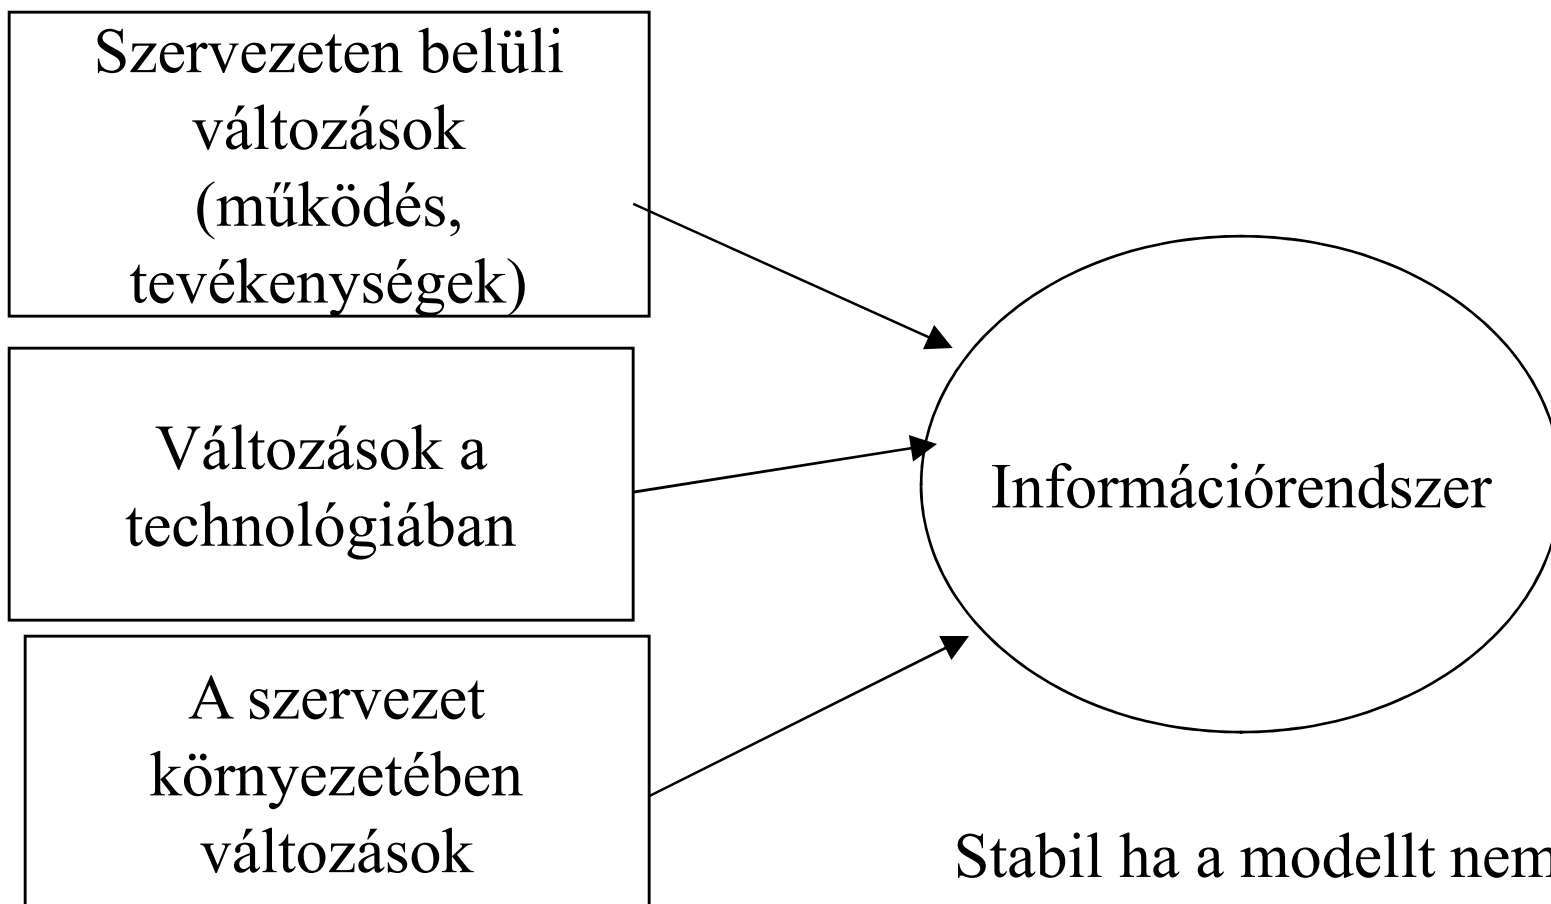 Szervezeten belüli
változások
(működés,
tevékenységek)
Változások a
technológiában
A szervezet
környezetében
változások
Információrendszer
Stabil ha a modellt nem